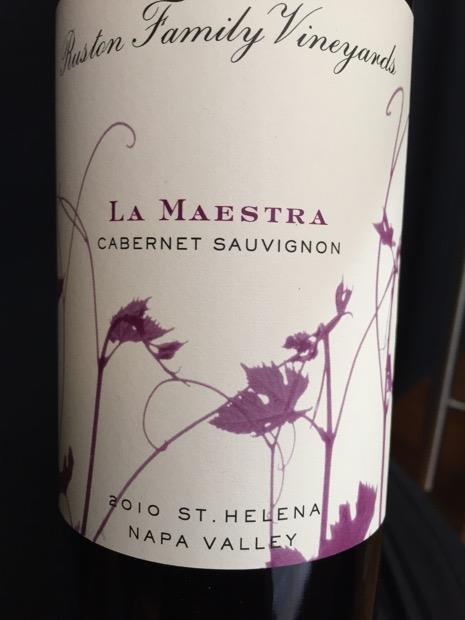 Ruston Family Vineyards
LA MAESTRA
CABERNET SAUVIGNON
2010 ST. HELENA
NAPA VALLEY